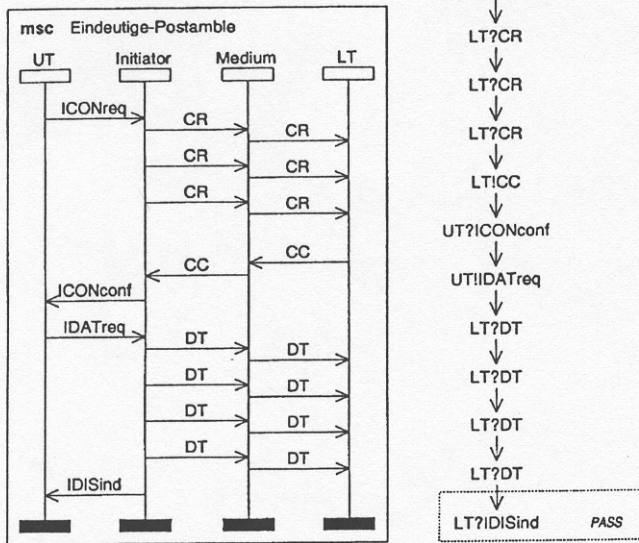 msc Eindeutige-Postamble
UT Initiator Medium LT
ICONreq
CR
CR
CR
CR
CR
CR
CC
CC
ICONconf
IDATreq
DT
DT
DT
DT
DT
DT
DT
DT
IDISind
LT?CR
LT?CR
LT?CR
LT!CC
UT?ICONconf
UT!IDATreq
LT?DT
LT?DT
LT?DT
LT?DT
LT?IDISind PASS